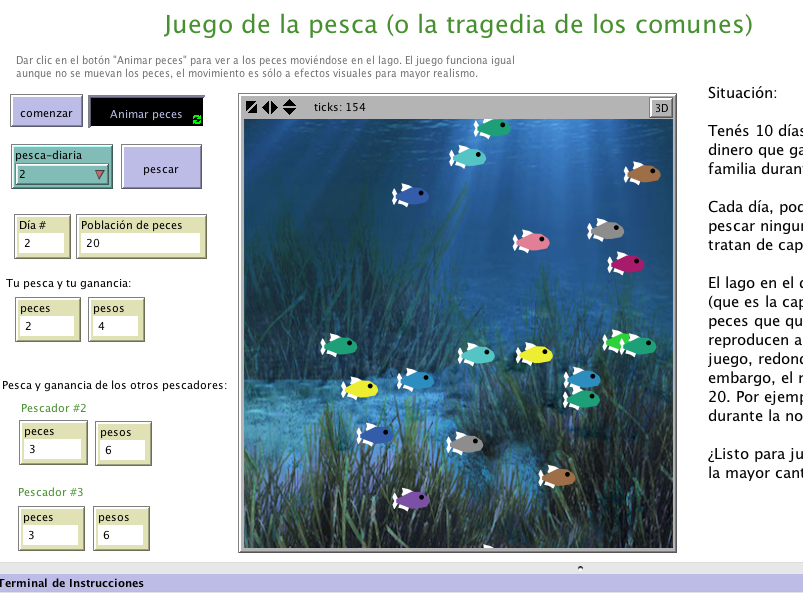 Juego de la pesca (o la tragedia de los comunes)
Dar clic en el botón "Animar peces" para ver a los peces moviéndose en el lago. El juego funciona igual
aunque no se muevan los peces, el movimiento es sólo a efectos visuales para mayor realismo.
comenzar
Animar peces
pesca-diaria
2
pescar
Día #
2
Población de peces
20
Tu pesca y tu ganancia:
peces
2
pesos
4
Pesca y ganancia de los otros pescadores:
Pescador #2
peces
3
pesos
6
Pescador #3
peces
3
pesos
6
ticks: 154
3D
Situación:
Tenés 10 días
dinero que ga
familia duran
Cada día, pod
pescar ningu
tratan de cap
El lago en el
(que es la cap
peces que qu
reproducen a
juego, redond
embargo, el
20. Por ejemp
durante la no
¿Listo para ju
la mayor cant
Terminal de Instrucciones